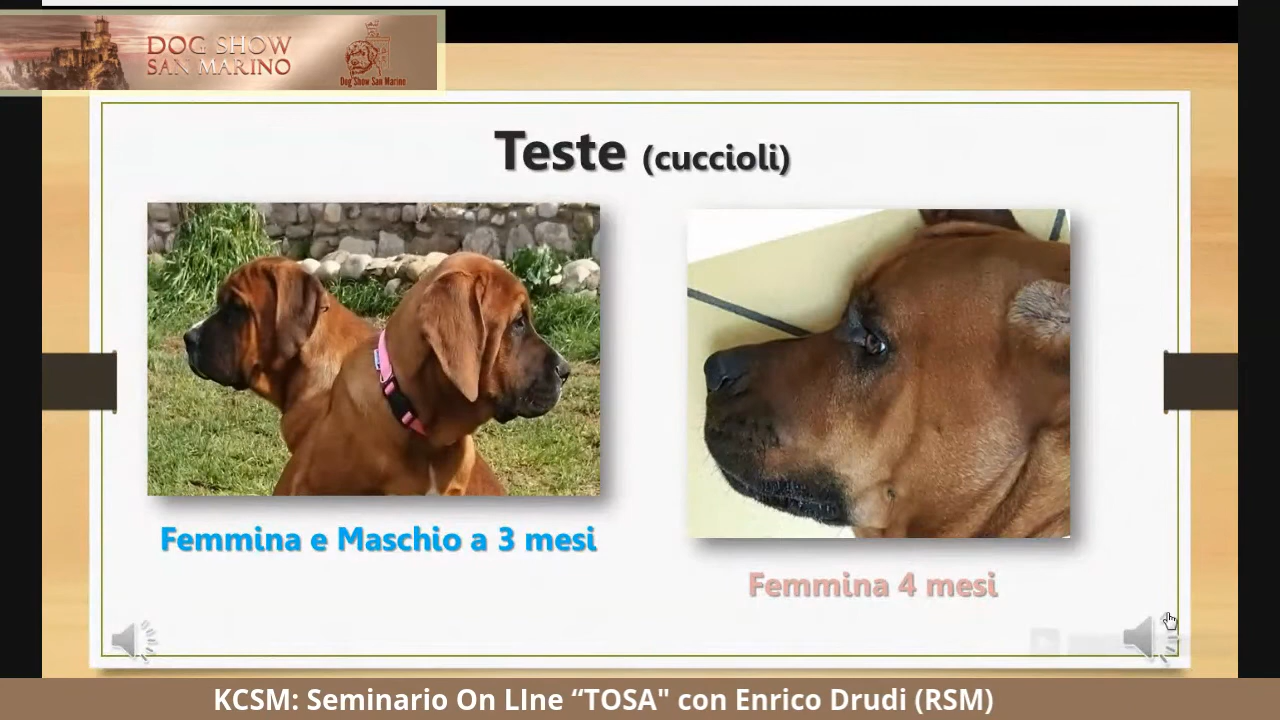 DOG SHOW
SAN MARINO
Dog Show San Marino
Teste (cuccioli)
Femmina e Maschio a 3 mesi
Femmina 4 mesi
KCSM: Seminario On LIne “TOSA" con Enrico Drudi (RSM)